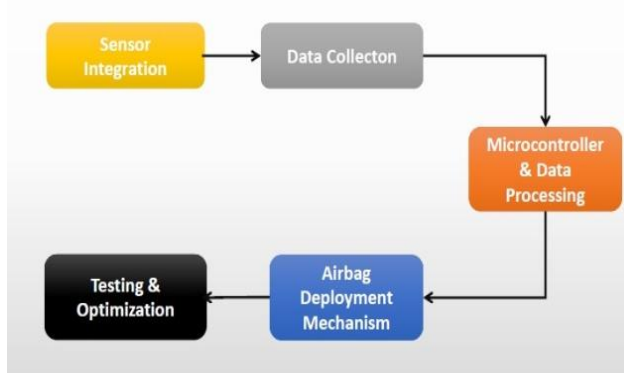 Sensor
Integration
Data Collecton
Microcontroller
& Data
Processing
Airbag
Deployment
Mechanism
Testing &
Optimization